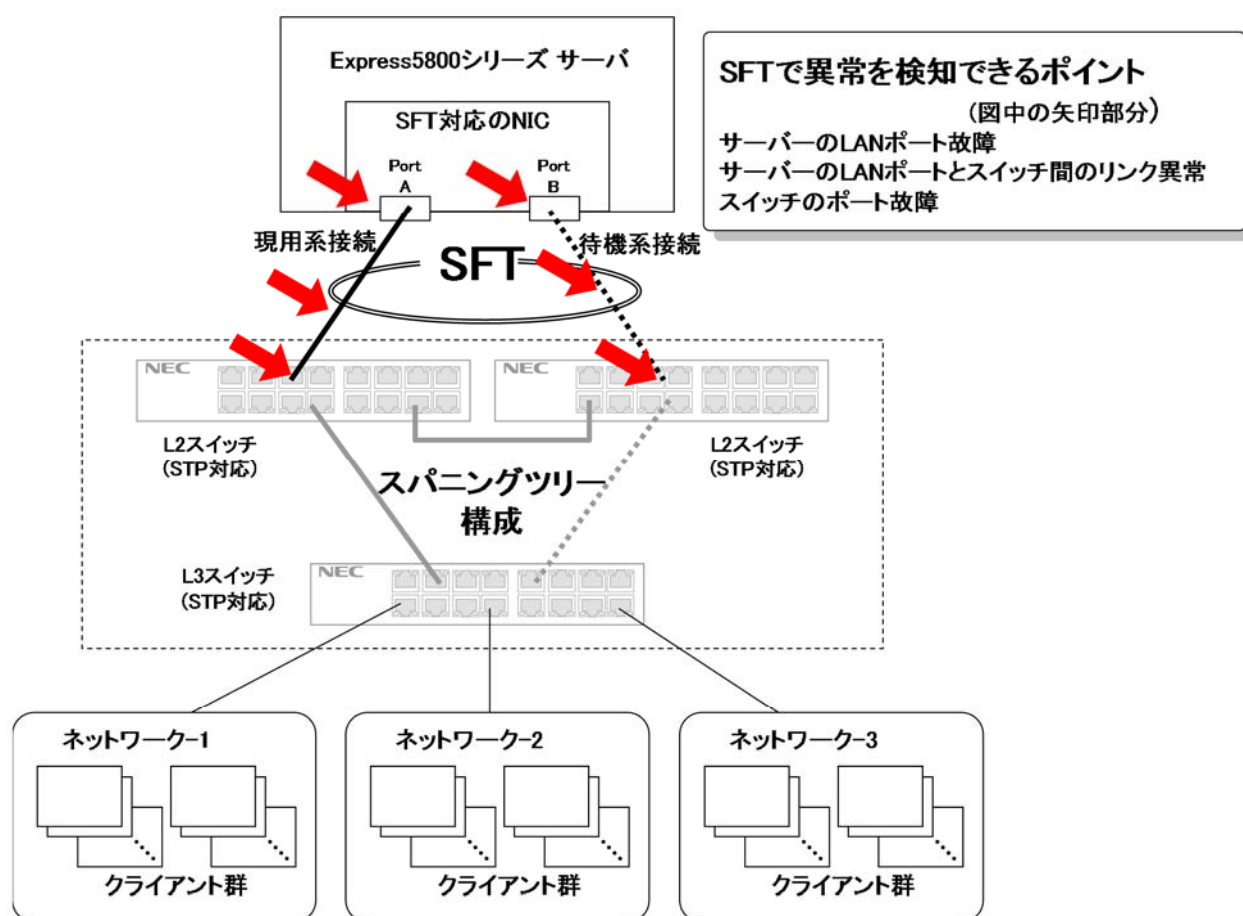 Express5800シリーズ サーバ
SFT対応のNIC
Port
A
Port
B
SFTで異常を検知できるポイント
(図中の矢印部分)
サーバーのLANポート故障
サーバーのLANポートとスイッチ間のリンク異常
スイッチのポート故障
現用系接続
SFT
待機系接続
NEC
NEC
L2スイッチ
(STP対応)
L2スイッチ
(STP対応)
スパニングツリー
構成
L3スイッチ
(STP対応)
NEC
ネットワーク-1
クライアント群
ネットワーク-2
クライアント群
ネットワーク-3
クライアント群